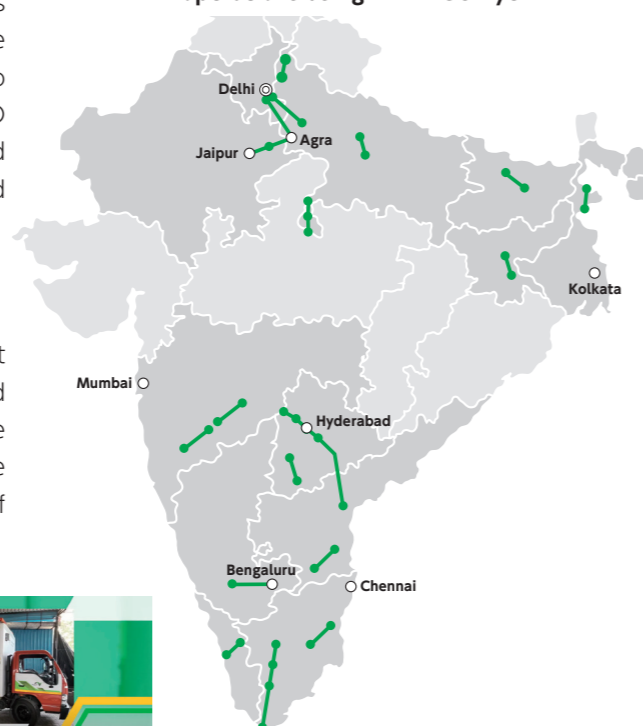 Delhi
Agra
Jaipur
Kolkata
Mumbai
Hyderabad
Bengaluru
Chennai